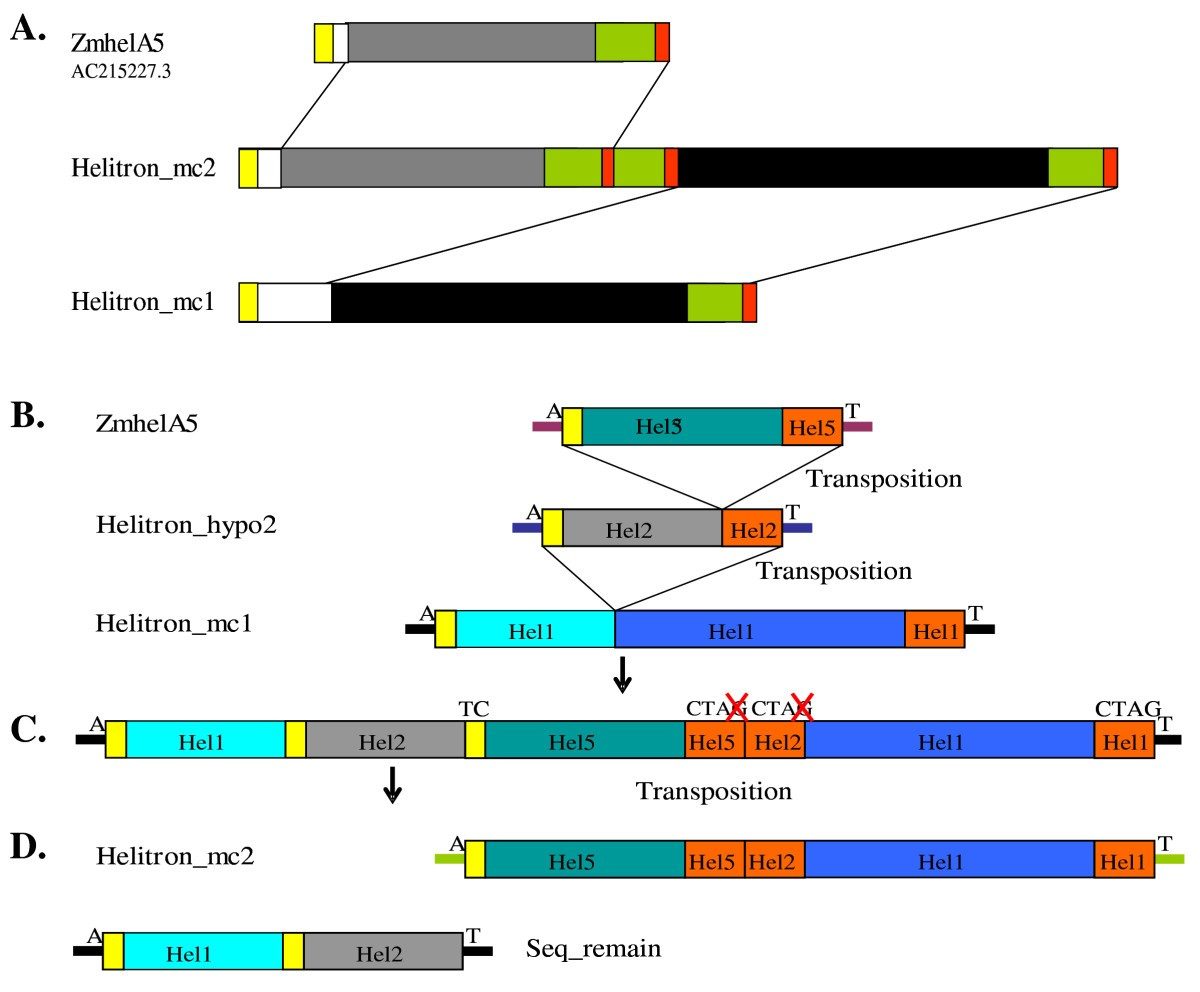 A.
ZmhelA5
AC215227.3
Helitron_mc2
Helitron_mc1
B.
ZmhelA5
A Hel5 Hel5 T
Transposition
Helitron_hypo2
A Hel2 Hel2 T
Transposition
Helitron_mc1
A Hel1 Hel1 Hel1 T
C.
TC CTAG CTAG CTAG
A Hel1 Hel2 Hel5 Hel5 Hel2 Hel1 Hel1 T
Transposition
D.
Helitron_mc2
A Hel5 Hel5 Hel2 Hel1 Hel1 T
A Hel1 Hel2 T
Seq_remain